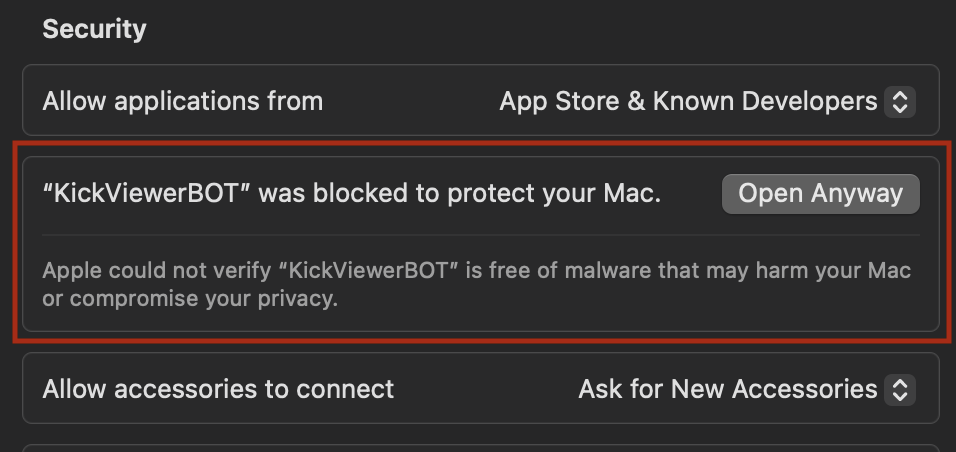 Security
Allow applications from App Store & Known Developers
“KickViewerBOT” was blocked to protect your Mac. Open Anyway
Apple could not verify “KickViewerBOT” is free of malware that may harm your Mac
or compromise your privacy.
Allow accessories to connect Ask for New Accessories